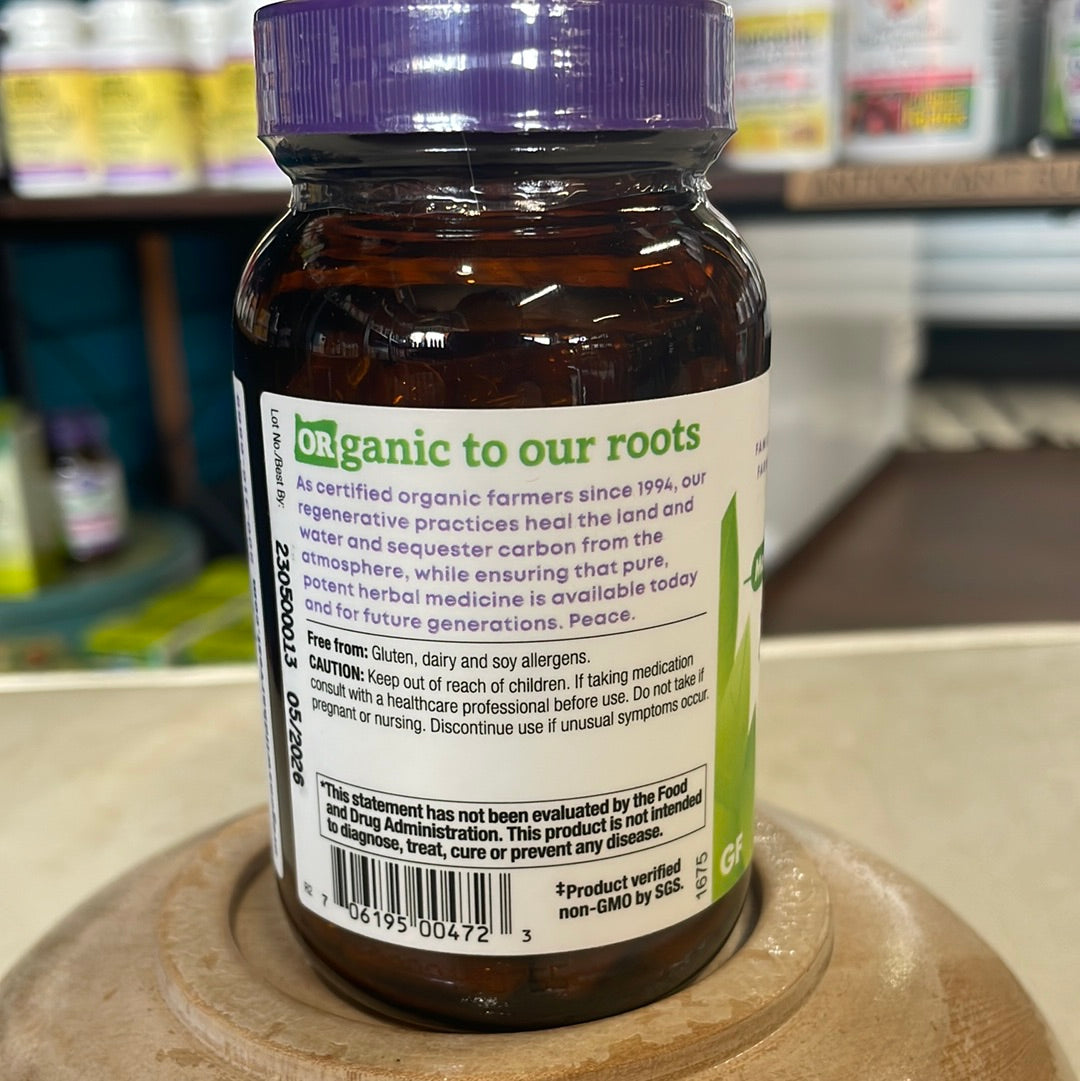 ORganic to our roots
As certified organic farmers since 1994, our
regenerative practices heal the land and
water and sequester carbon from the
atmosphere, while ensuring that pure,
potent herbal medicine is available today
and for future generations. Peace.
Free from: Gluten, dairy and soy allergens.
CAUTION: Keep out of reach of children. If taking medication
consult with a healthcare professional before use. Do not take if
pregnant or nursing. Discontinue use if unusual symptoms occur.
*This statement has not been evaluated by the Food
and Drug Administration. This product is not intended
to diagnose, treat, cure or prevent any disease.
‡Product verified
non-GMO by SGS.
7 06195 00472 3
R2
1675
GF
Lot No./Best By:
230500013 05/2026
ANTIOXIDANT